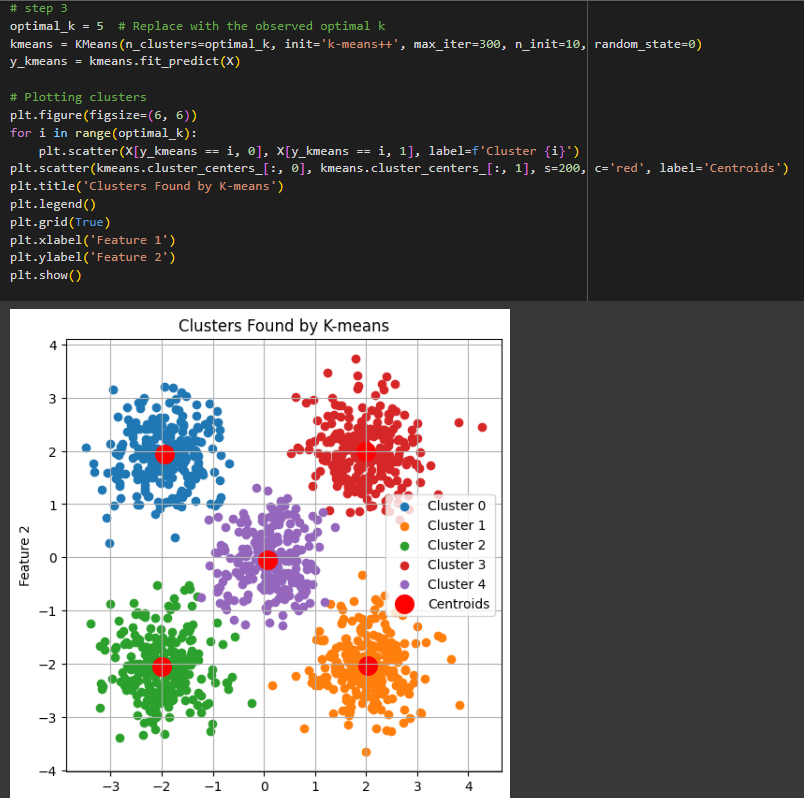 # step 3
optimal_k = 5  # Replace with the observed optimal k
kmeans = KMeans(n_clusters=optimal_k, init='k-means++', max_iter=300, n_init=10, random_state=0)
y_kmeans = kmeans.fit_predict(X)
# Plotting clusters
plt.figure(figsize=(6, 6))
for i in range(optimal_k):
    plt.scatter(X[y_kmeans == i, 0], X[y_kmeans == i, 1], label=f'Cluster {i}')
plt.scatter(kmeans.cluster_centers_[:, 0], kmeans.cluster_centers_[:, 1], s=200, c='red', label='Centroids')
plt.title('Clusters Found by K-means')
plt.legend()
plt.grid(True)
plt.xlabel('Feature 1')
plt.ylabel('Feature 2')
plt.show()
Clusters Found by K-means
4
3
2
1
0
−1
−2
−3
−4
Feature 2
Cluster 0
Cluster 1
Cluster 2
Cluster 3
Cluster 4
Centroids
−3 −2 −1 0 1 2 3 4